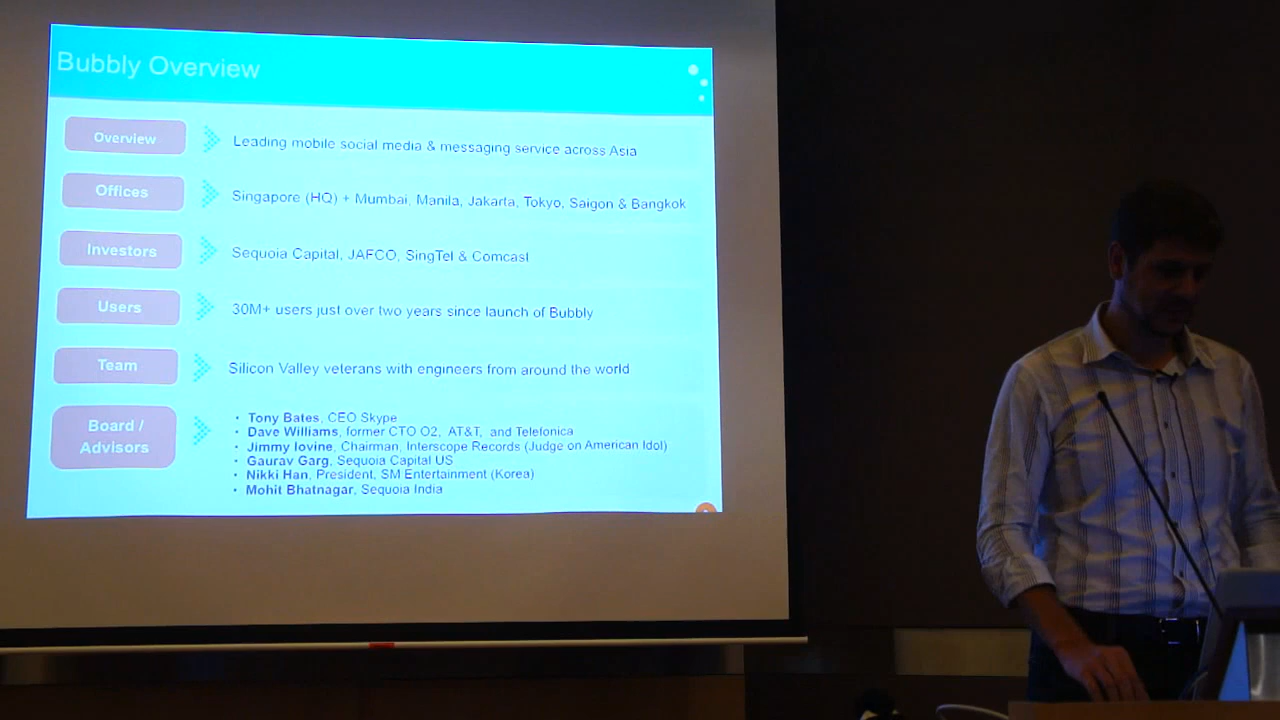 Bubbly Overview
Overview
Leading mobile social media & messaging service across Asia
Offices
Singapore (HQ) + Mumbai, Manila, Jakarta, Tokyo, Saigon & Bangkok
Investors
Sequoia Capital, JAFCO, SingTel & Comcast
Users
30M+ users just over two years since launch of Bubbly
Team
Silicon Valley veterans with engineers from around the world
Board /
Advisors
• Tony Bates, CEO Skype
• Dave Williams, former CTO O2, AT&T, and Telefonica
• Jimmy Iovine, Chairman, Interscope Records (Judge on American Idol)
• Gaurav Garg, Sequoia Capital US
• Nikki Han, President, SM Entertainment (Korea)
• Mohit Bhatnagar, Sequoia India